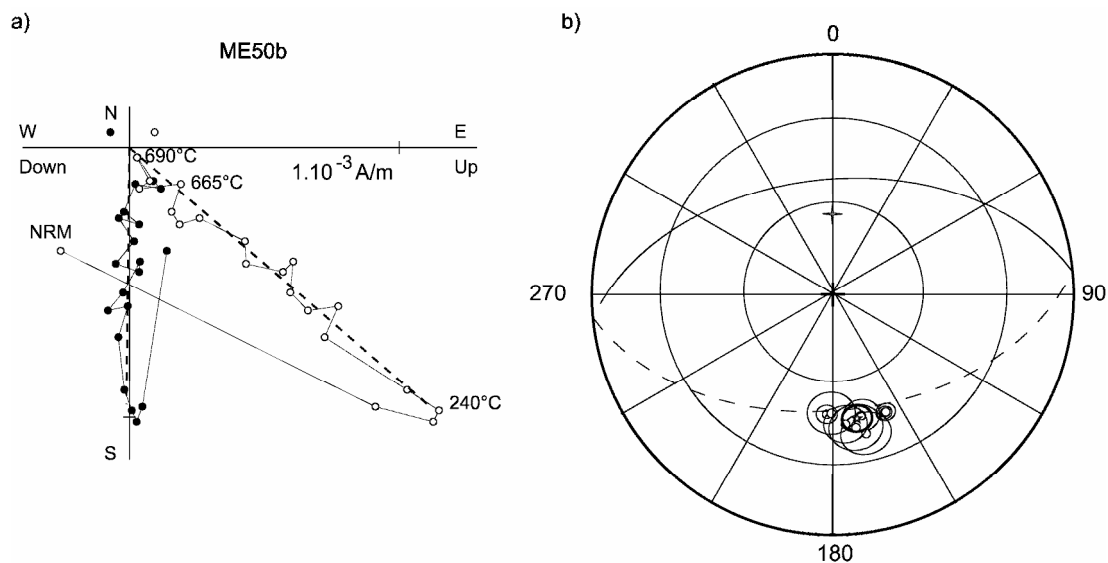 a)
ME50b
N
W
E
Down
Up
690°C
665°C
1.10⁻³ A/m
NRM
240°C
S
b)
0
270
90
180